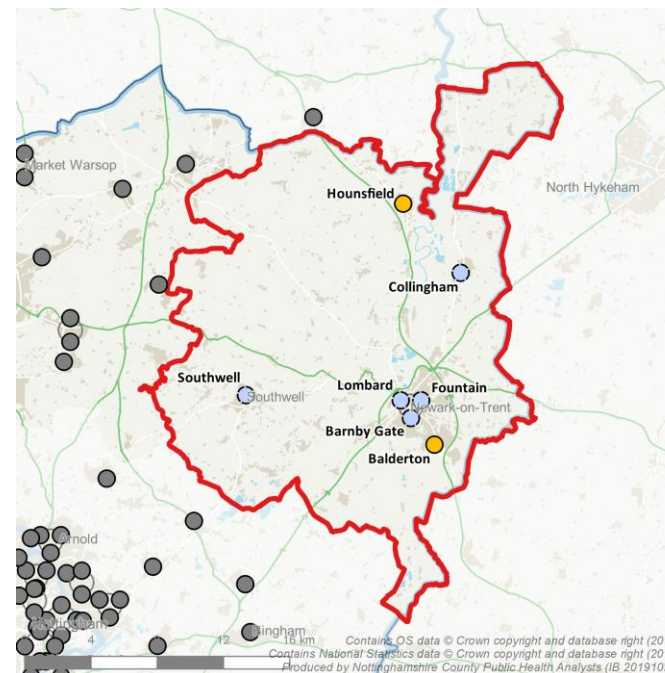 Market Warsop
Hounsfield
North Hykeham
Collingham
Southwell
Southwell
Lombard
Fountain
Newark-on-Trent
Barnby Gate
Balderton
Arnold
Nottingham
Bingham
4
12
16 km
Contains OS data © Crown copyright and database right (20
Contains National Statistics data © Crown copyright and database right (20
Produced by Nottinghamshire County Public Health Analysts (IB 201910